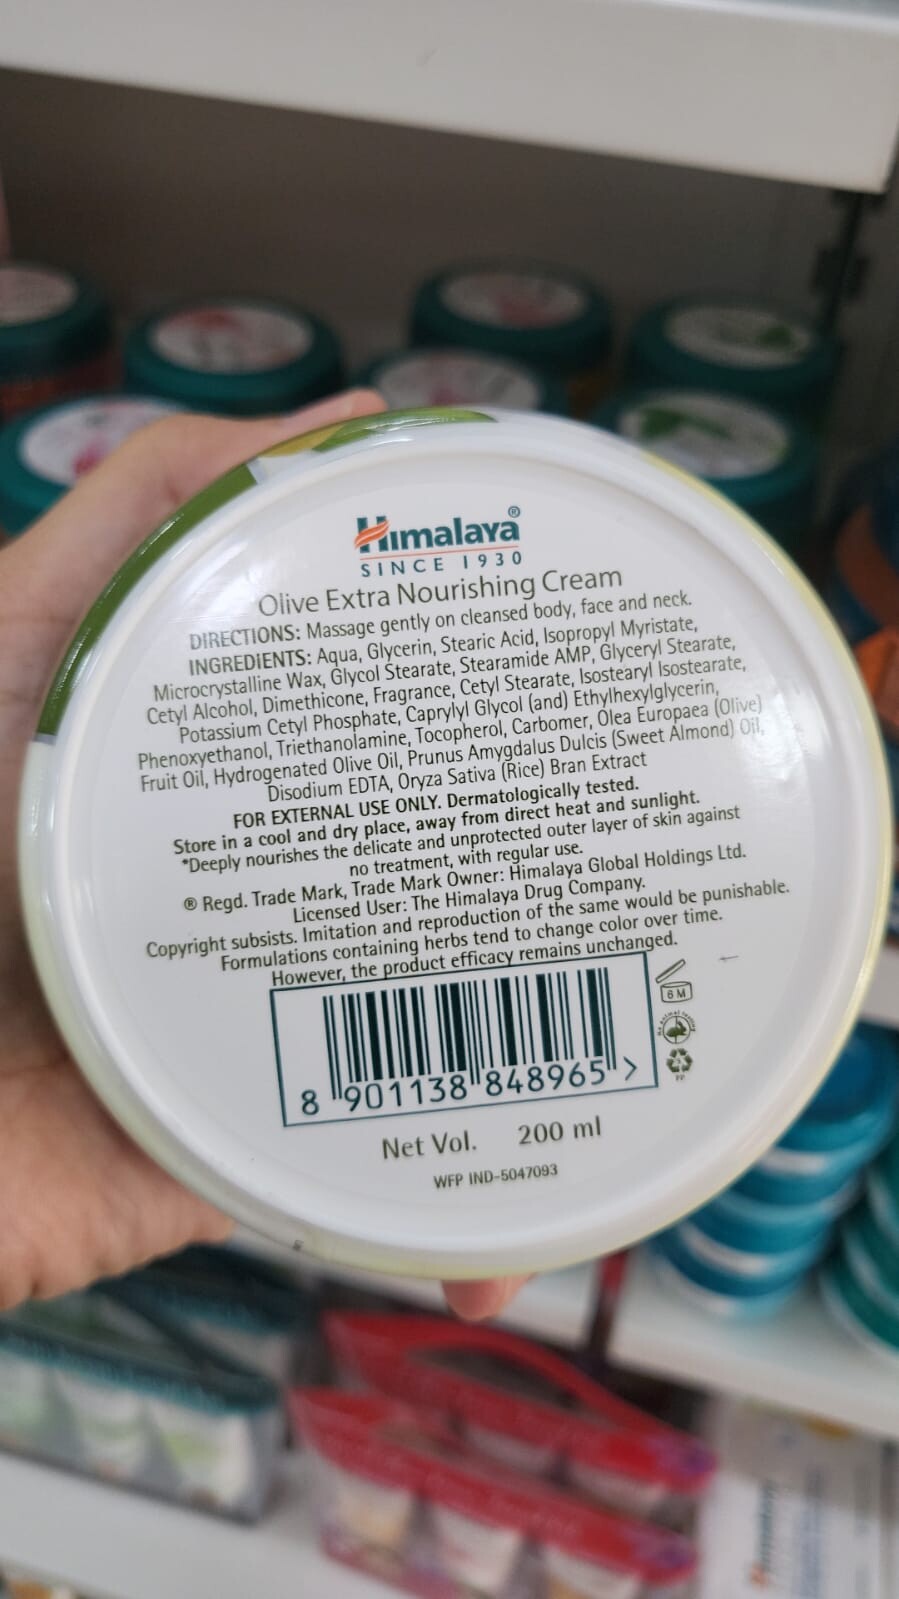 Himalaya®
SINCE 1930
Olive Extra Nourishing Cream
DIRECTIONS: Massage gently on cleansed body, face and neck.
INGREDIENTS: Aqua, Glycerin, Stearic Acid, Isopropyl Myristate,
Microcrystalline Wax, Glycol Stearate, Stearamide AMP, Glyceryl Stearate,
Cetyl Alcohol, Dimethicone, Fragrance, Cetyl Stearate, Isostearyl Isostearate,
Potassium Cetyl Phosphate, Caprylyl Glycol (and) Ethylhexylglycerin,
Phenoxyethanol, Triethanolamine, Tocopherol, Carbomer, Olea Europaea (Olive)
Fruit Oil, Hydrogenated Olive Oil, Prunus Amygdalus Dulcis (Sweet Almond) Oil,
Disodium EDTA, Oryza Sativa (Rice) Bran Extract
FOR EXTERNAL USE ONLY. Dermatologically tested.
Store in a cool and dry place, away from direct heat and sunlight.
*Deeply nourishes the delicate and unprotected outer layer of skin against
no treatment, with regular use.
® Regd. Trade Mark, Trade Mark Owner: Himalaya Global Holdings Ltd.
Licensed User: The Himalaya Drug Company.
Copyright subsists. Imitation and reproduction of the same would be punishable.
Formulations containing herbs tend to change color over time.
However, the product efficacy remains unchanged.
6 M
No animal testing
5
PP
8 901138 848965 >
Net Vol. 200 ml
WFP IND-5047093